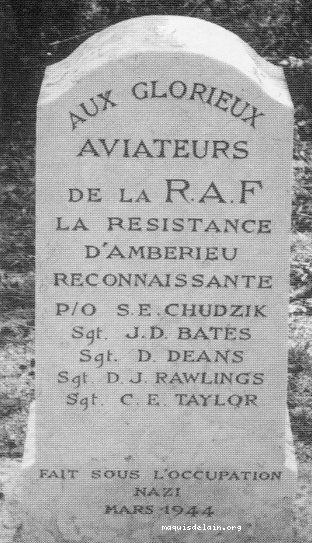 AUX GLORIEUX
AVIATEURS
DE LA R.A.F
LA RESISTANCE
D'AMBERIEU
RECONNAISSANTE
P/O S.E. CHUDZIK
Sgt. J.D. BATES
Sgt. D. DEANS
Sgt. D. J. RAWLINGS
Sgt. C. E. TAYLOR
FAIT SOUS L'OCCUPATION
NAZI
MARS 1944
maquisdelain.org